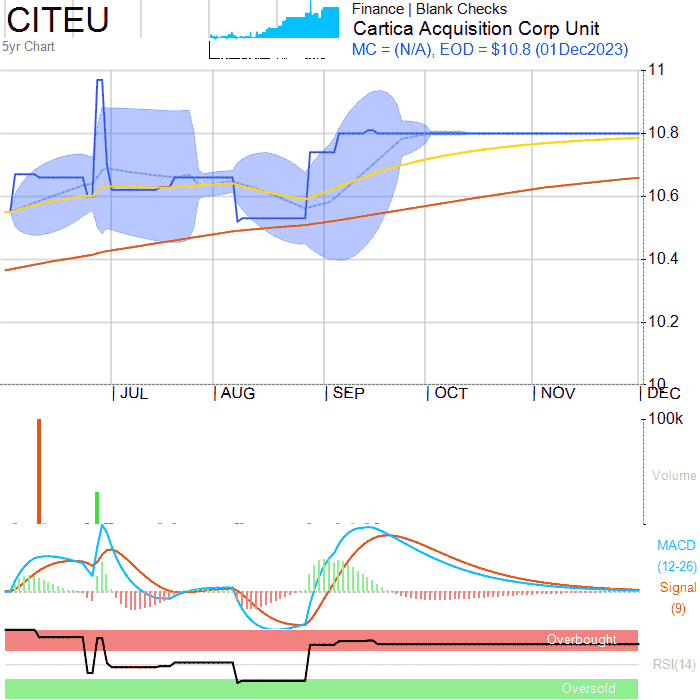 CITEU
5yr Chart
Finance | Blank Checks
Cartica Acquisition Corp Unit
MC = (N/A), EOD = $10.8 (01Dec2023)
11
10.8
10.6
10.4
10.2
10
JUL AUG SEP OCT NOV DEC
100k
Volume
MACD
(12-26)
Signal
(9)
Overbought
RSI(14)
Oversold